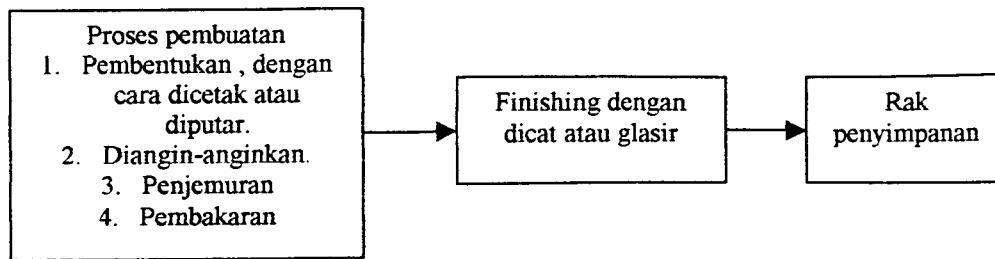 Proses pembuatan
1. Pembentukan , dengan
cara dicetak atau
diputar.
2. Diangin-anginkan.
3. Penjemuran
4. Pembakaran
Finishing dengan
dicat atau glasir
Rak
penyimpanan